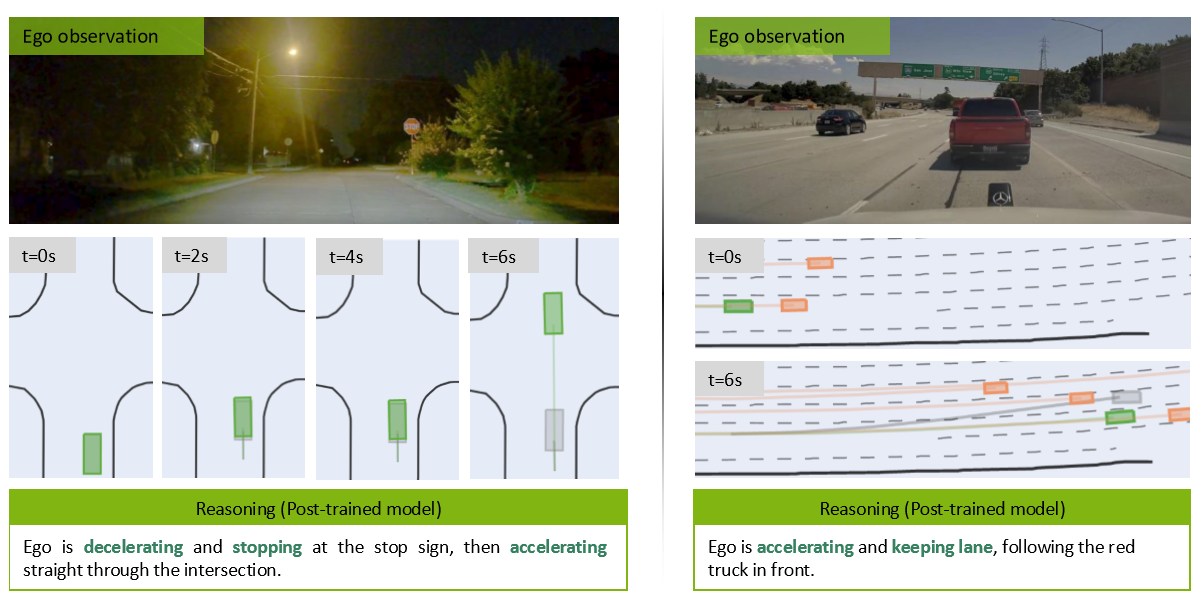 Ego observation
t=0s
t=2s
t=4s
t=6s
Reasoning (Post-trained model)
Ego is decelerating and stopping at the stop sign, then accelerating
straight through the intersection.
Ego observation
t=0s
t=6s
Reasoning (Post-trained model)
Ego is accelerating and keeping lane, following the red
truck in front.